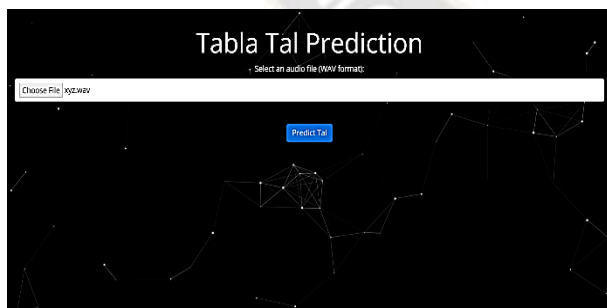 Tabla Tal Prediction
Select an audio file (WAV format):
Choose File xyz.wav
Predict Tal